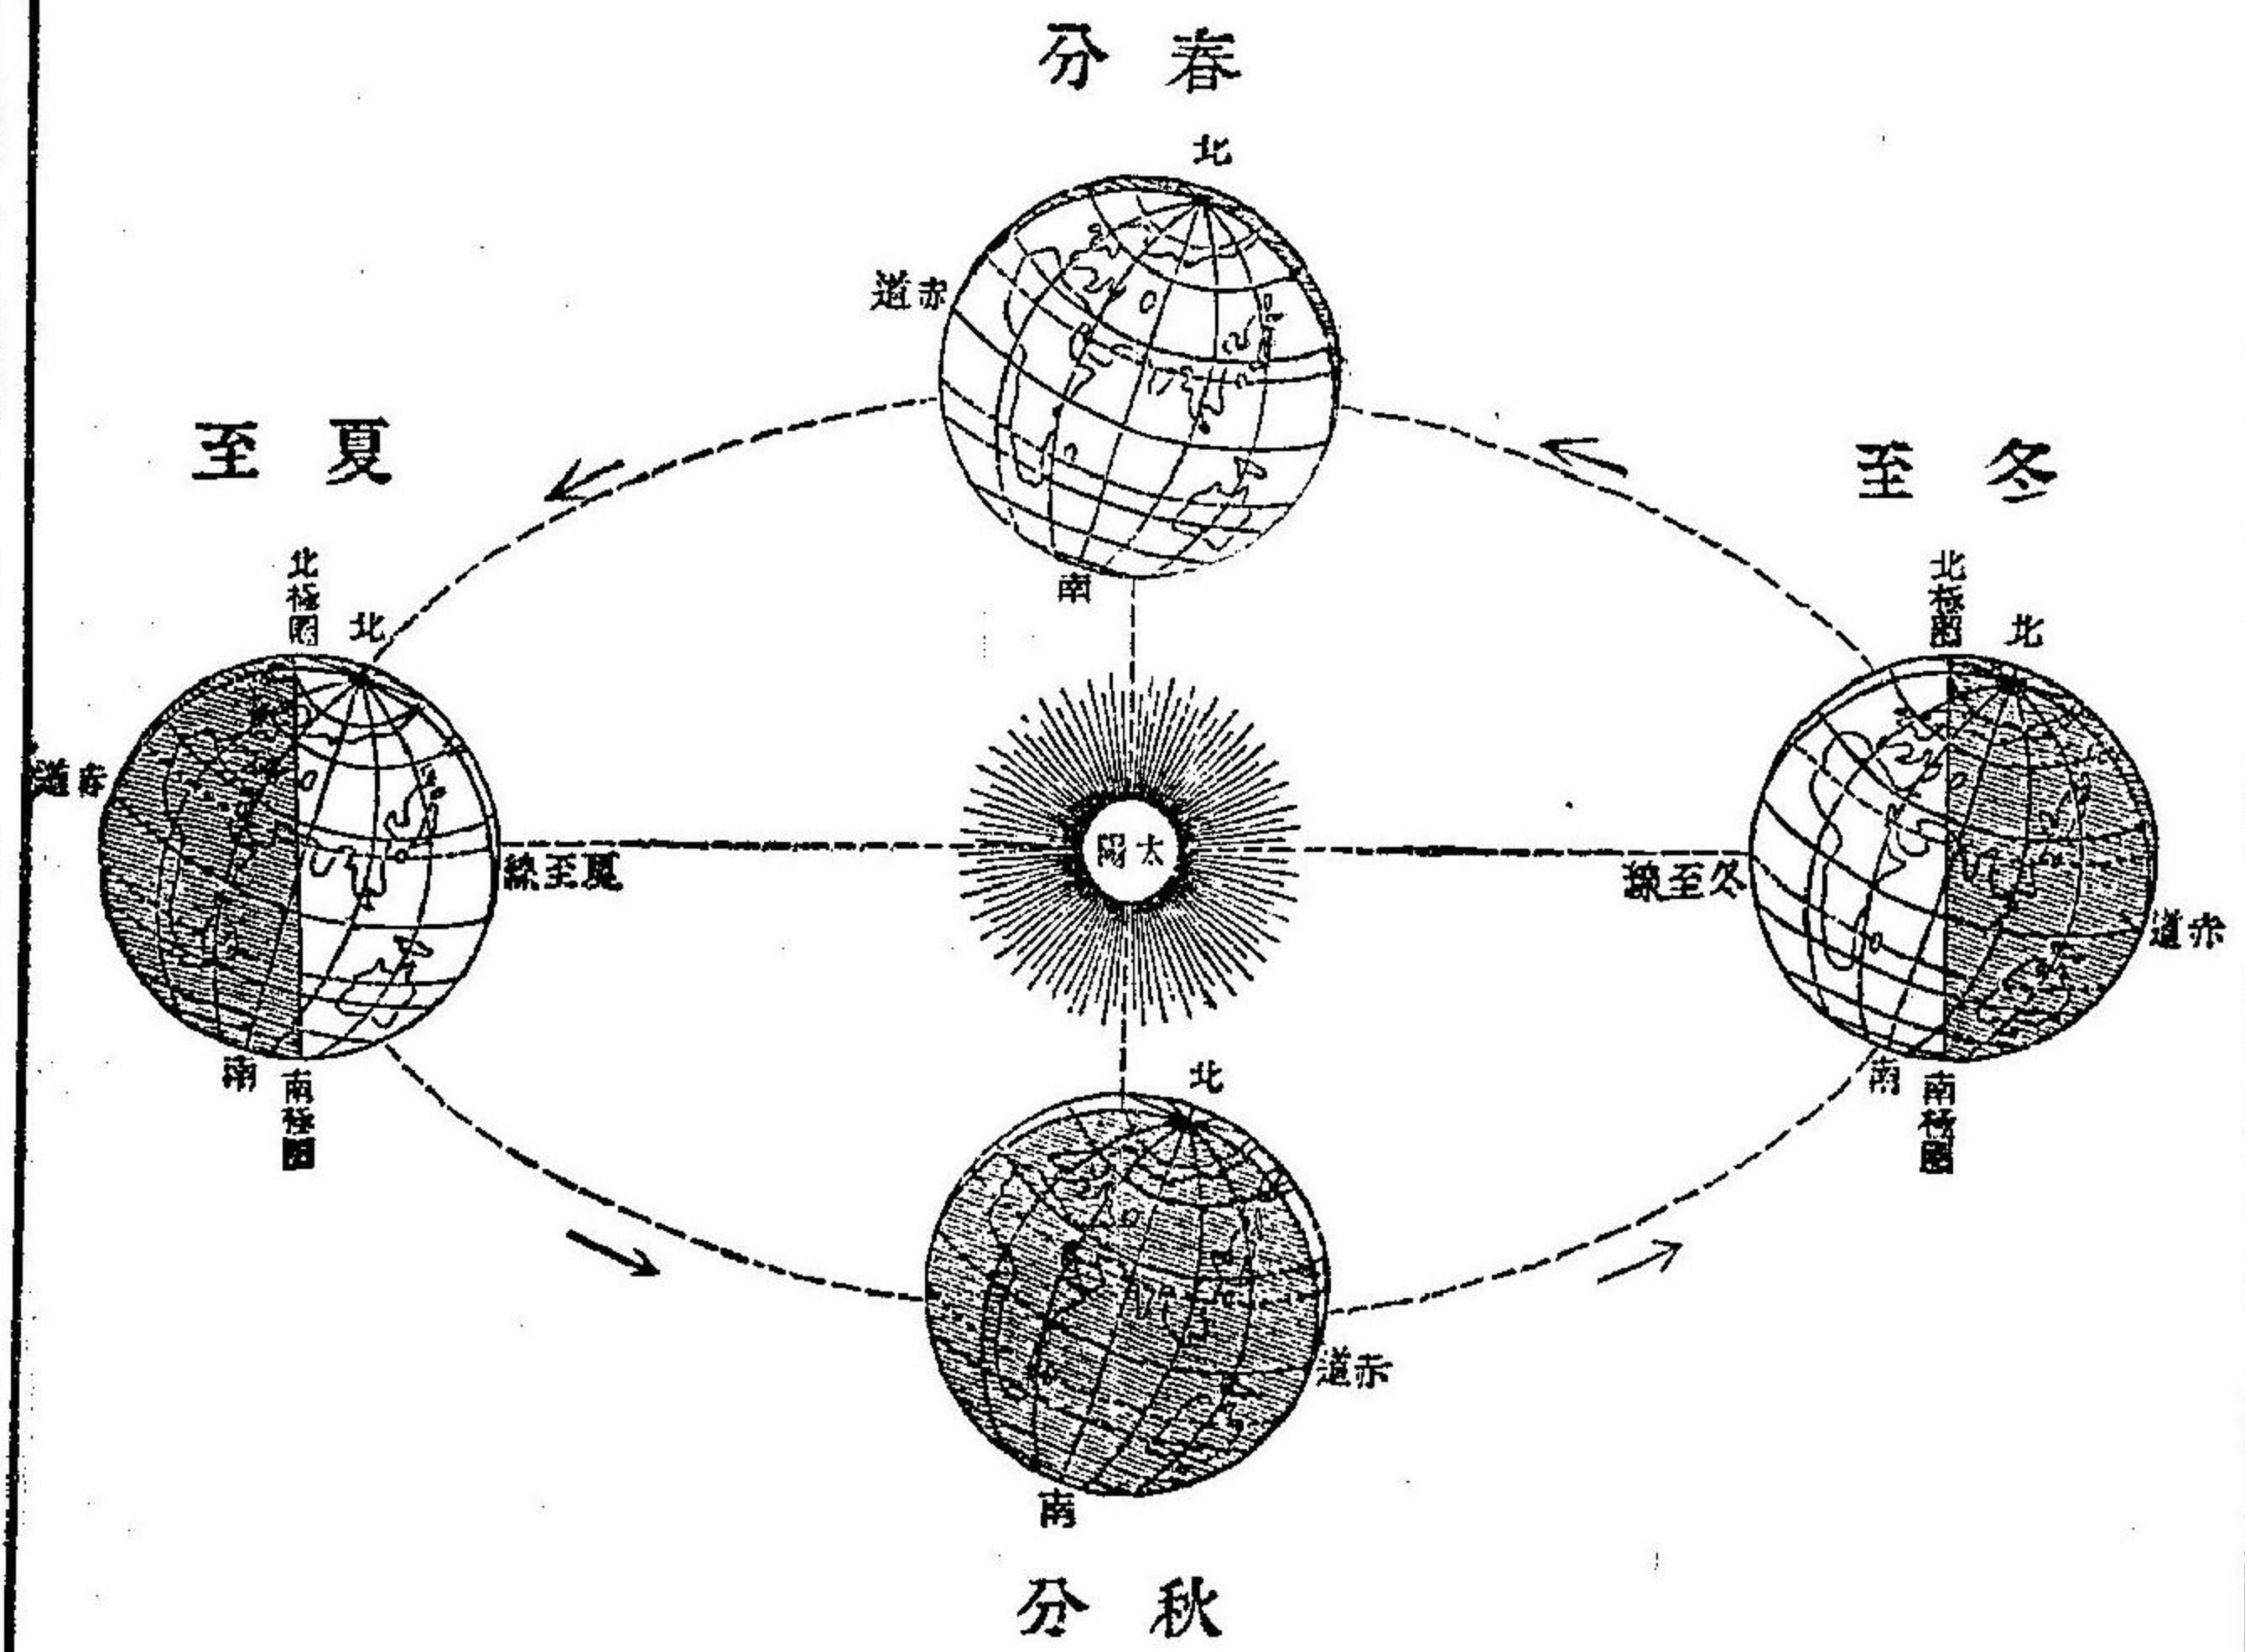 春分
北
赤道
南
夏至
北極圈
北
赤道
夏至線
南
南極圈
冬至
北極圈
北
冬至線
赤道
南
南極圈
太陽
北
赤道
南
秋分